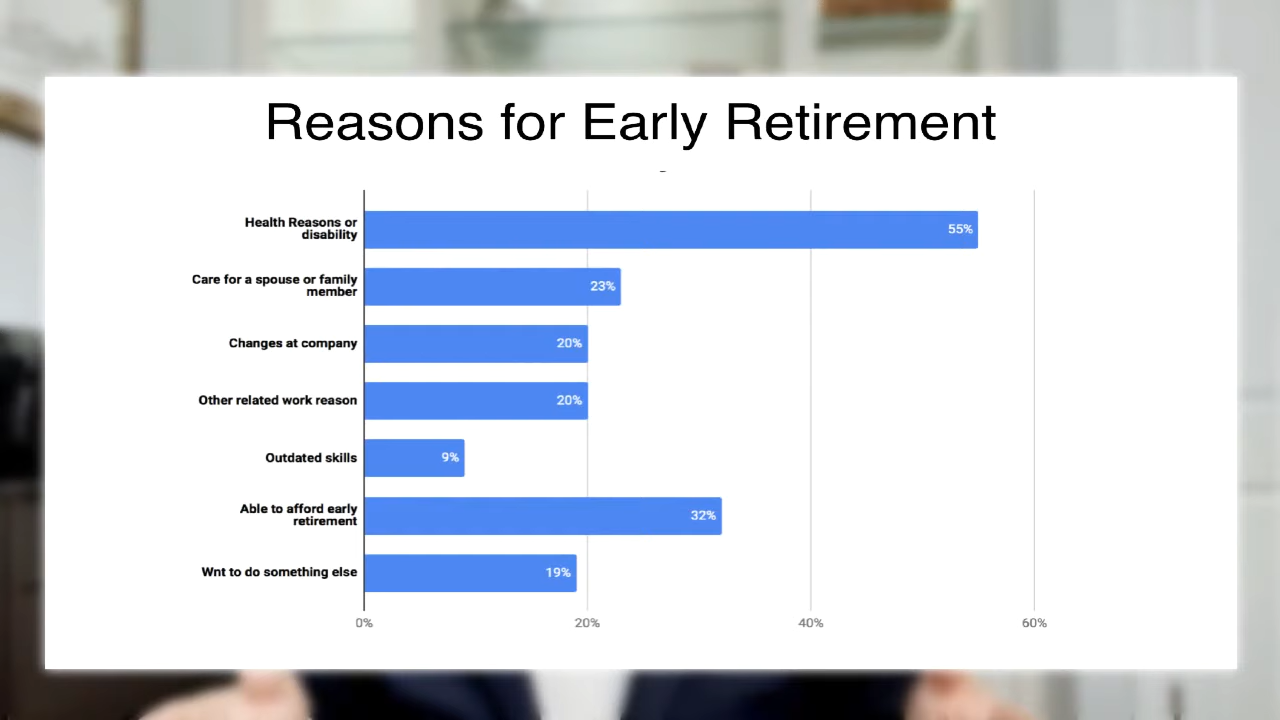 Reasons for Early Retirement
Health Reasons or
disability
55%
Care for a spouse or family
member
23%
Changes at company
20%
Other related work reason
20%
Outdated skills
9%
Able to afford early
retirement
32%
Wnt to do something else
19%
0%
20%
40%
60%